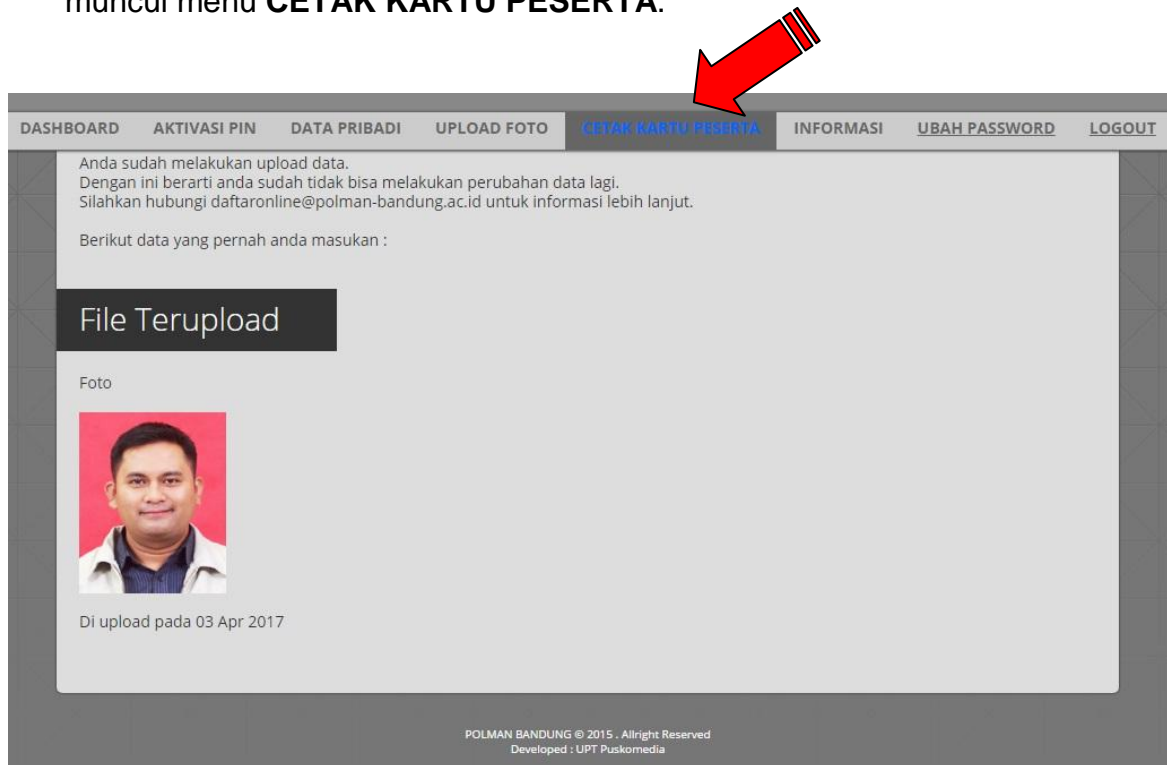 muncul menu CETAK KARTU PESERTA.
DASHBOARD AKTIVASI PIN DATA PRIBADI UPLOAD FOTO CETAK KARTU PESERTA INFORMASI UBAH PASSWORD LOGOUT
Anda sudah melakukan upload data.
Dengan ini berarti anda sudah tidak bisa melakukan perubahan data lagi.
Silahkan hubungi daftaronline@polman-bandung.ac.id untuk informasi lebih lanjut.
Berikut data yang pernah anda masukan :
File Terupload
Foto
Di upload pada 03 Apr 2017
POLMAN BANDUNG © 2015 . Allright Reserved
Developed : UPT Puskomedia